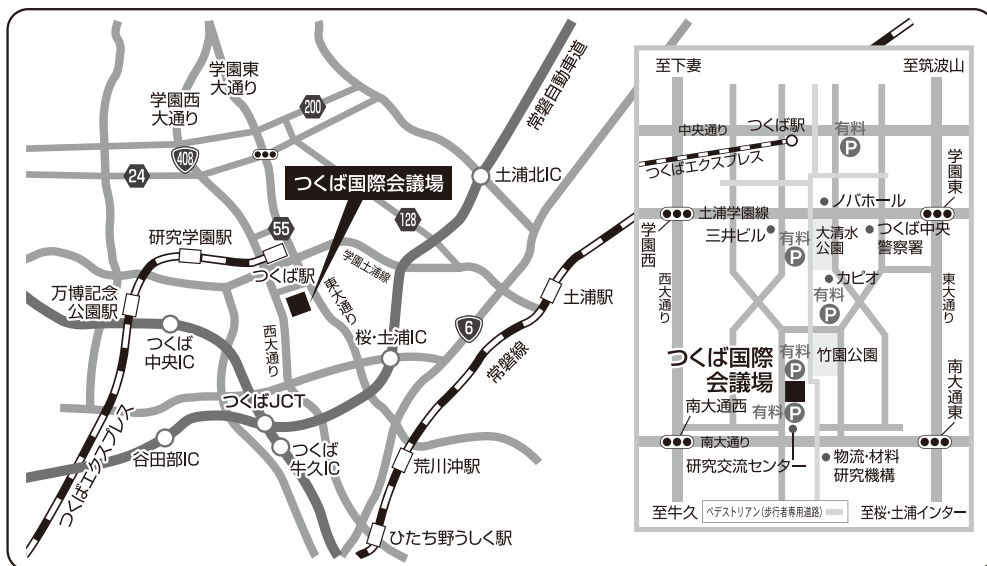 学園東
大通り
学園西
大通り
200
408
24
常磐自動車道
土浦北IC
つくば国際会議場
55
128
研究学園駅
つくば駅
学園土浦線
東大通り
万博記念
公園駅
土浦駅
6
つくば
中央IC
西大通り
桜・土浦IC
常磐線
つくばJCT
谷田部IC
つくば
牛久IC
荒川沖駅
つくばエクスプレス
ひたち野うしく駅
至下妻
至筑波山
中央通り
つくば駅
有料
P
つくばエクスプレス
学園東
ノバホール
土浦学園線
学園西
三井ビル
有料
P
大清水
公園
つくば中央
警察署
カピオ
西大通り
東大通り
有料
P
つくば国際
会議場
有料
P
竹園公園
南大通西
有料
P
南大通東
南大通り
研究交流センター
物流・材料
研究機構
至牛久
ペデストリアン(歩行者専用道路)
至桜・土浦インター